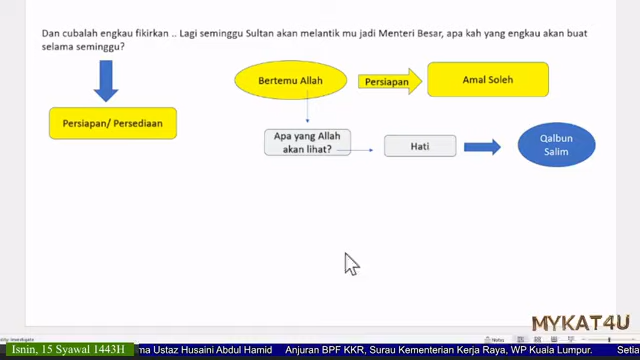 Dan cubalah engkau fikirkan .. Lagi seminggu Sultan akan melantik mu jadi Menteri Besar, apa kah yang engkau akan buat
selama seminggu?
Bertemu Allah
Persiapan
Amal Soleh
Persiapan/ Persediaan
Apa yang Allah
akan lihat?
Hati
Qalbun
Salim
MYKAT4U
Notes
Isnin, 15 Syawal 1443H
ma Ustaz Husaini Abdul Hamid Anjuran BPF KKR, Surau Kementerian Kerja Raya, WP Kuala Lumpur. Setia